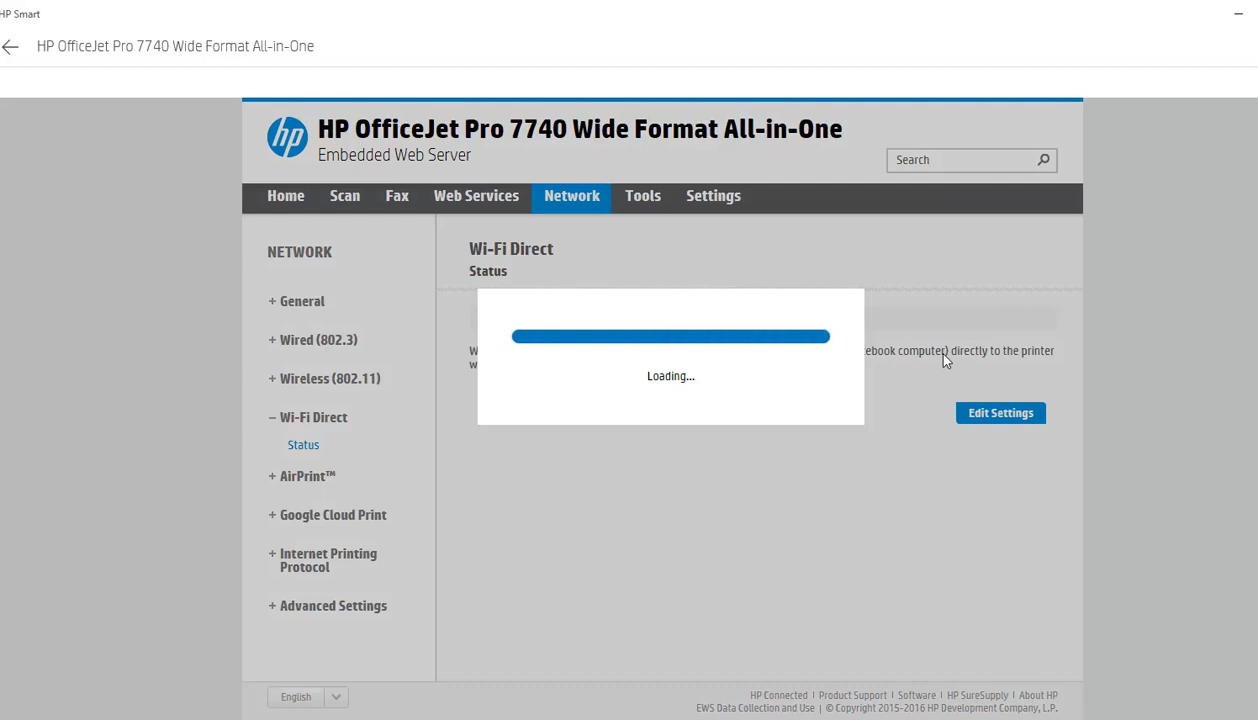 HP Smart
HP OfficeJet Pro 7740 Wide Format All-in-One
hp
HP OfficeJet Pro 7740 Wide Format All-in-One
Embedded Web Server
Search
Home Scan Fax Web Services Network Tools Settings
NETWORK
+ General
+ Wired (802.3)
+ Wireless (802.11)
– Wi-Fi Direct
Status
+ AirPrint™
+ Google Cloud Print
+ Internet Printing
Protocol
+ Advanced Settings
Wi-Fi Direct
Status
computer) directly to the printer
Loading...
Edit Settings
English
HP Connected | Product Support | Software | HP SureSupply | About HP
EWS Data Collection and Use | © Copyright 2015-2016 HP Development Company, L.P.